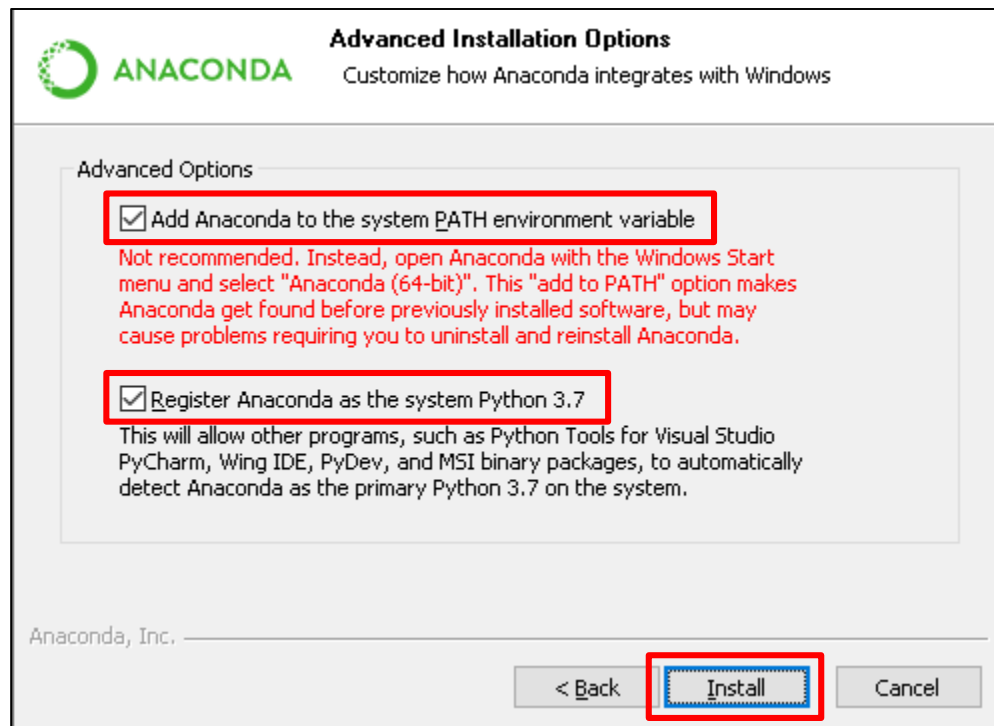 ANACONDA
Advanced Installation Options
Customize how Anaconda integrates with Windows
Advanced Options
Add Anaconda to the system PATH environment variable
Not recommended. Instead, open Anaconda with the Windows Start
menu and select "Anaconda (64-bit)". This "add to PATH" option makes
Anaconda get found before previously installed software, but may
cause problems requiring you to uninstall and reinstall Anaconda.
Register Anaconda as the system Python 3.7
This will allow other programs, such as Python Tools for Visual Studio
PyCharm, Wing IDE, PyDev, and MSI binary packages, to automatically
detect Anaconda as the primary Python 3.7 on the system.
Anaconda, Inc.
< Back
Install
Cancel